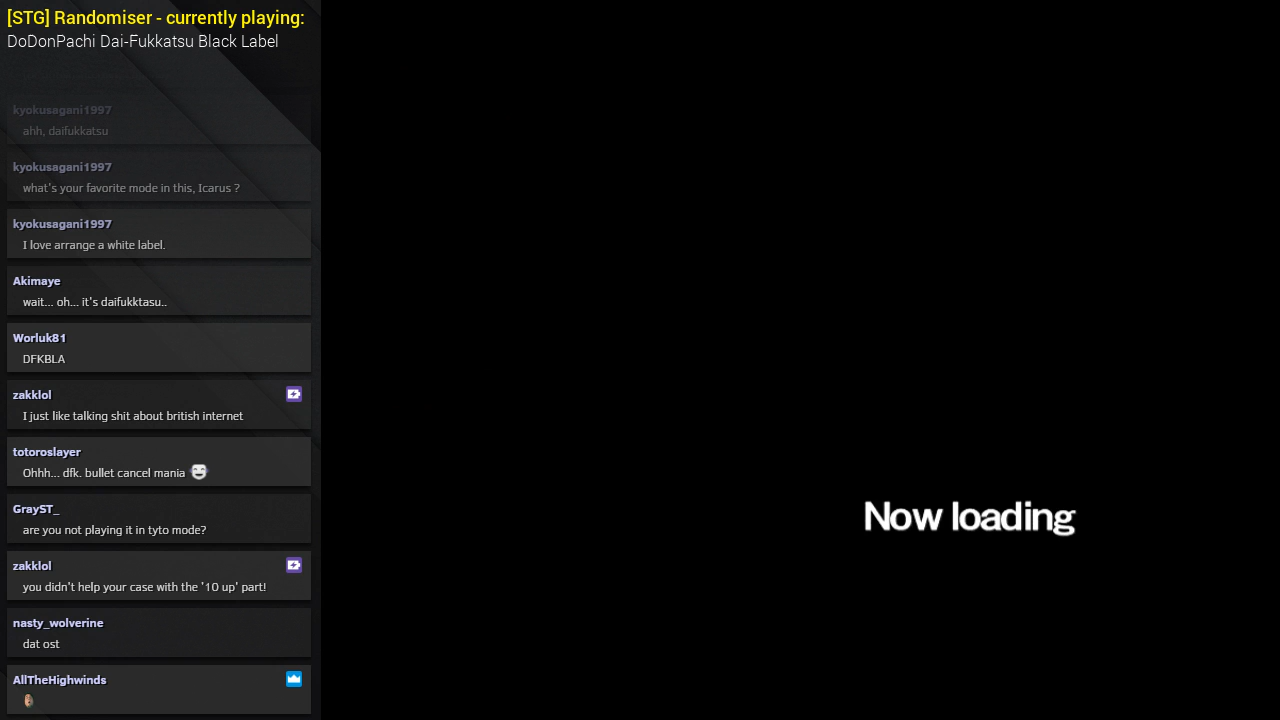 [STG] Randomiser - currently playing:
DoDonPachi Dai-Fukkatsu Black Label
kyokusagani1997
ahh, daifukkatsu
kyokusagani1997
what's your favorite mode in this, Icarus ?
kyokusagani1997
I love arrange a white label.
Akimaye
wait... oh... it's daifukktasu..
Worluk81
DFKBLA
zakklol
I just like talking shit about british internet
totoroslayer
Ohhh... dfk. bullet cancel mania
GrayST_
are you not playing it in tyto mode?
zakklol
you didn't help your case with the '10 up' part!
nasty_wolverine
dat ost
AllTheHighwinds
Now loading